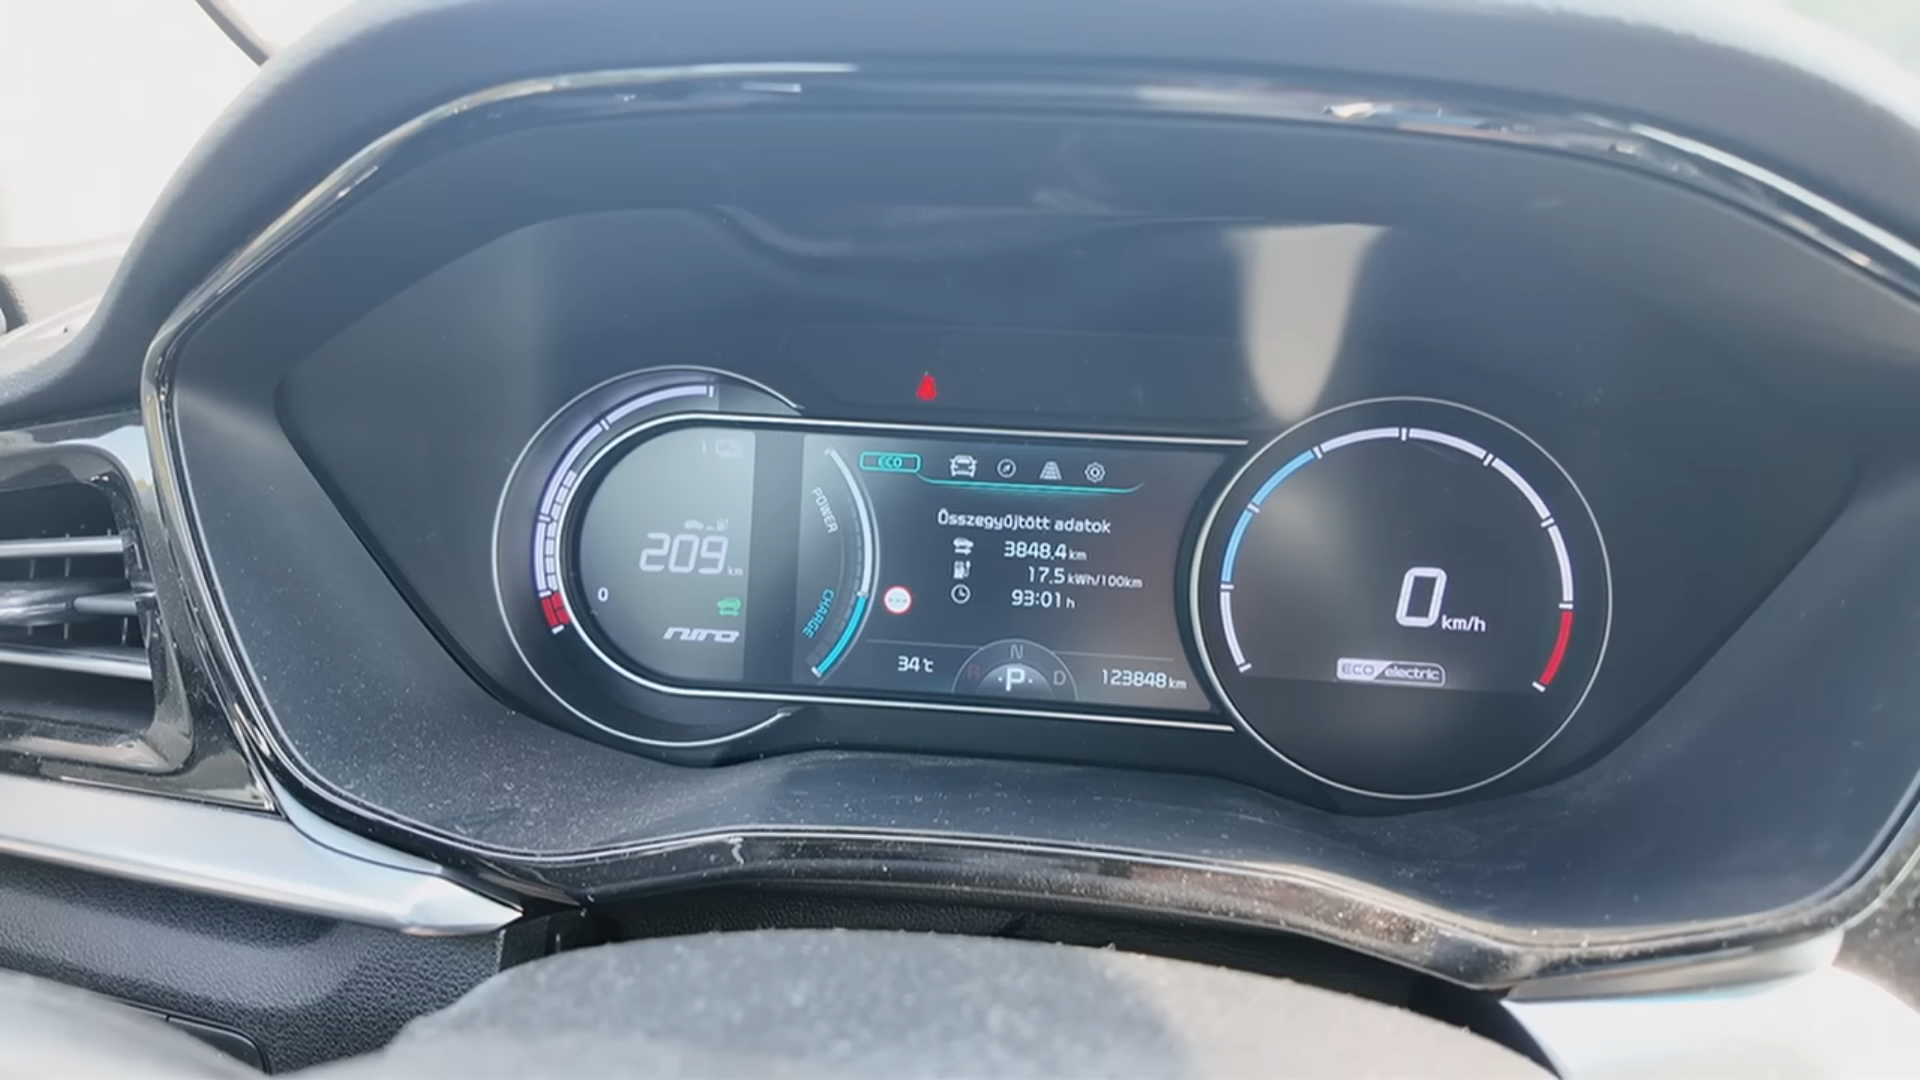 1
209 km
0
niro
POWER
CHARGE
ECO
Összegyűjtött adatok
3848.4 km
17.5 kWh/100km
93:01 h
34 °C
N
R P D
123848 km
0 km/h
ECO electric